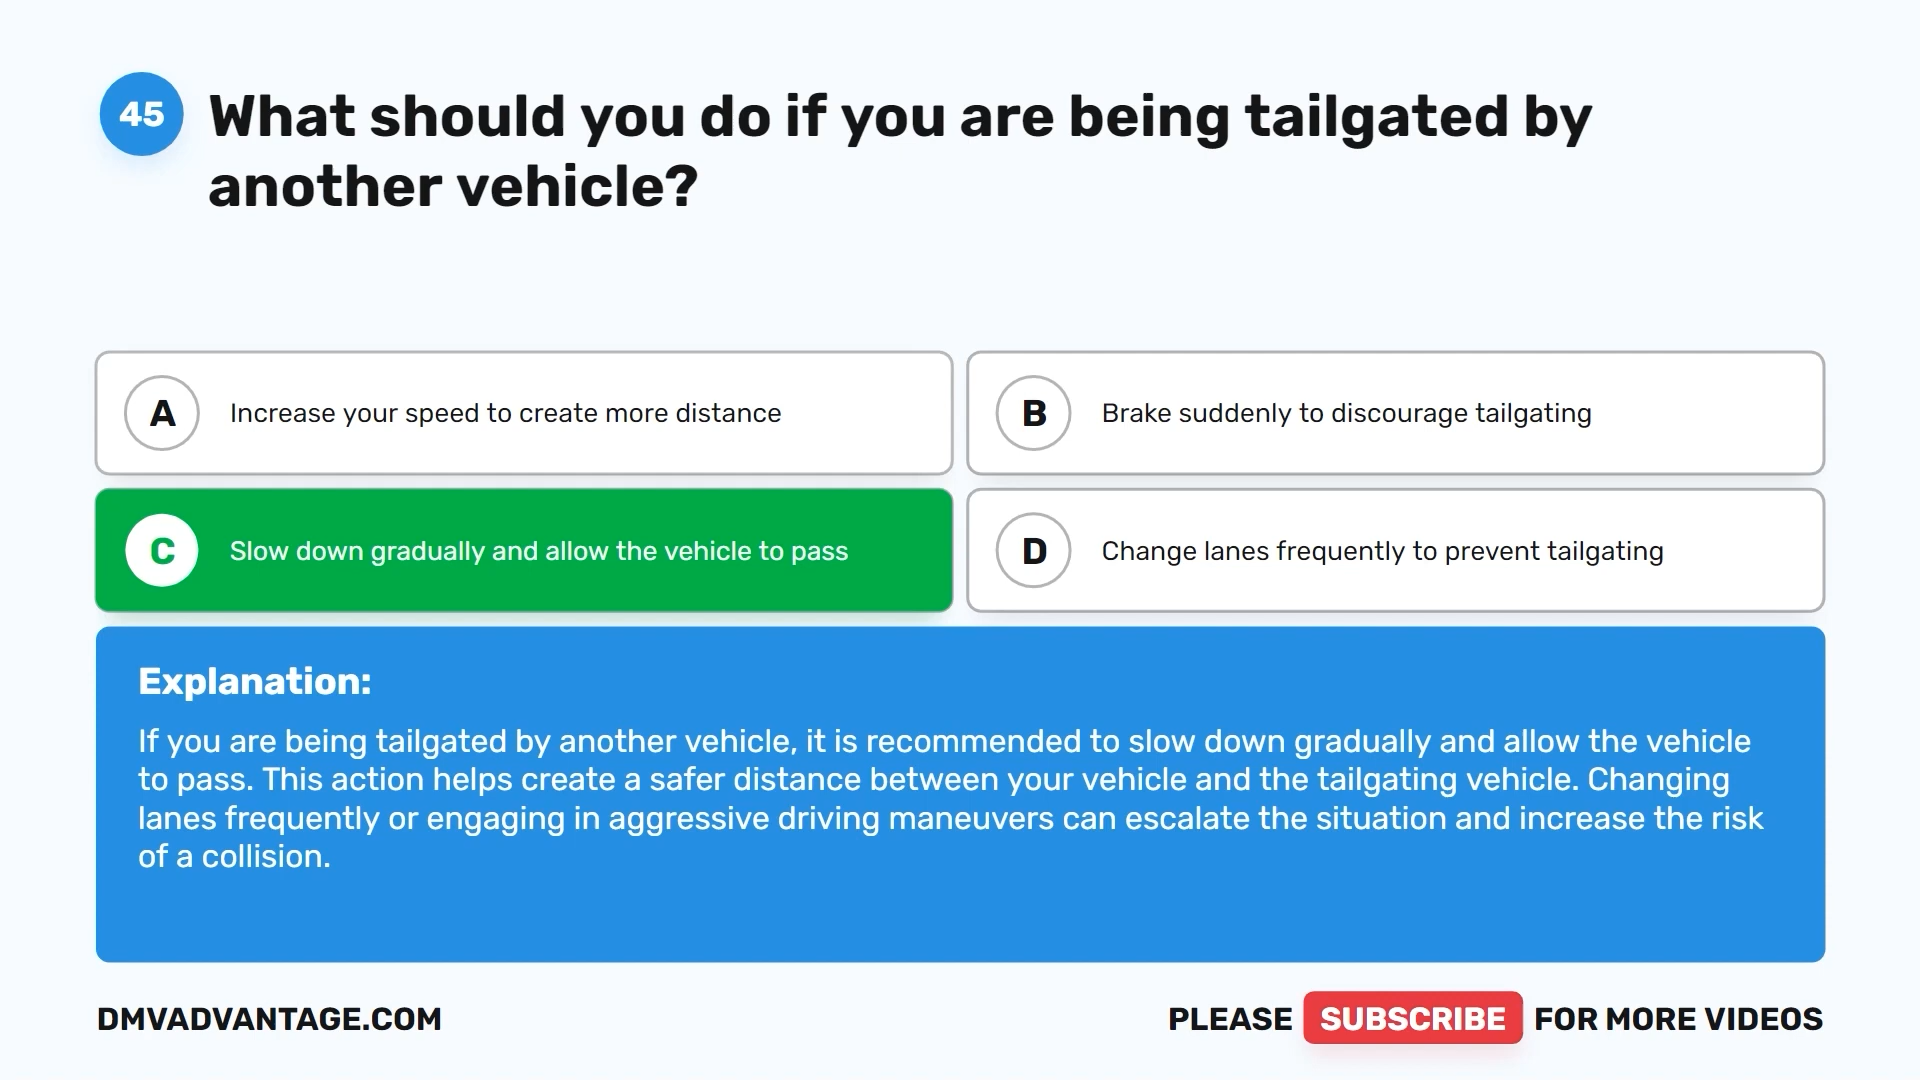 45
What should you do if you are being tailgated by
another vehicle?
A
Increase your speed to create more distance
B
Brake suddenly to discourage tailgating
C
Slow down gradually and allow the vehicle to pass
D
Change lanes frequently to prevent tailgating
Explanation:
If you are being tailgated by another vehicle, it is recommended to slow down gradually and allow the vehicle
to pass. This action helps create a safer distance between your vehicle and the tailgating vehicle. Changing
lanes frequently or engaging in aggressive driving maneuvers can escalate the situation and increase the risk
of a collision.
DMVADVANTAGE.COM
PLEASE SUBSCRIBE FOR MORE VIDEOS